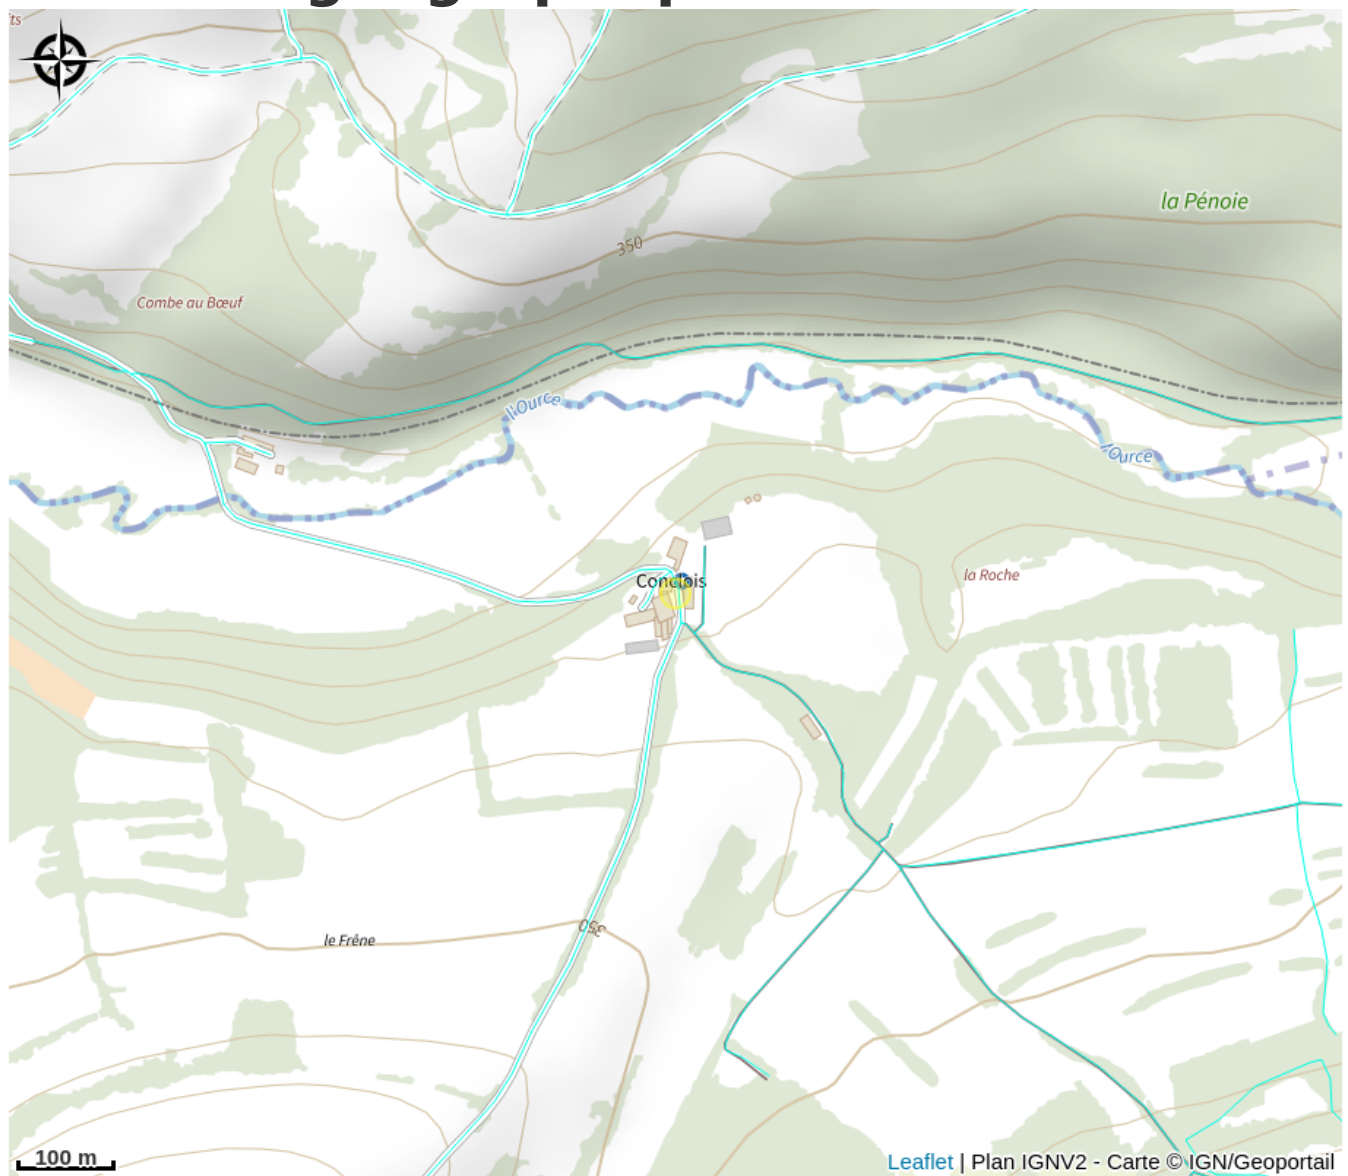 ts
la Pénoie
350
Combe au Bœuf
l'Ource
l'Ource
Conclois
la Roche
350
le Frêne
100 m
Leaflet | Plan IGNV2 - Carte © IGN/Geoportail